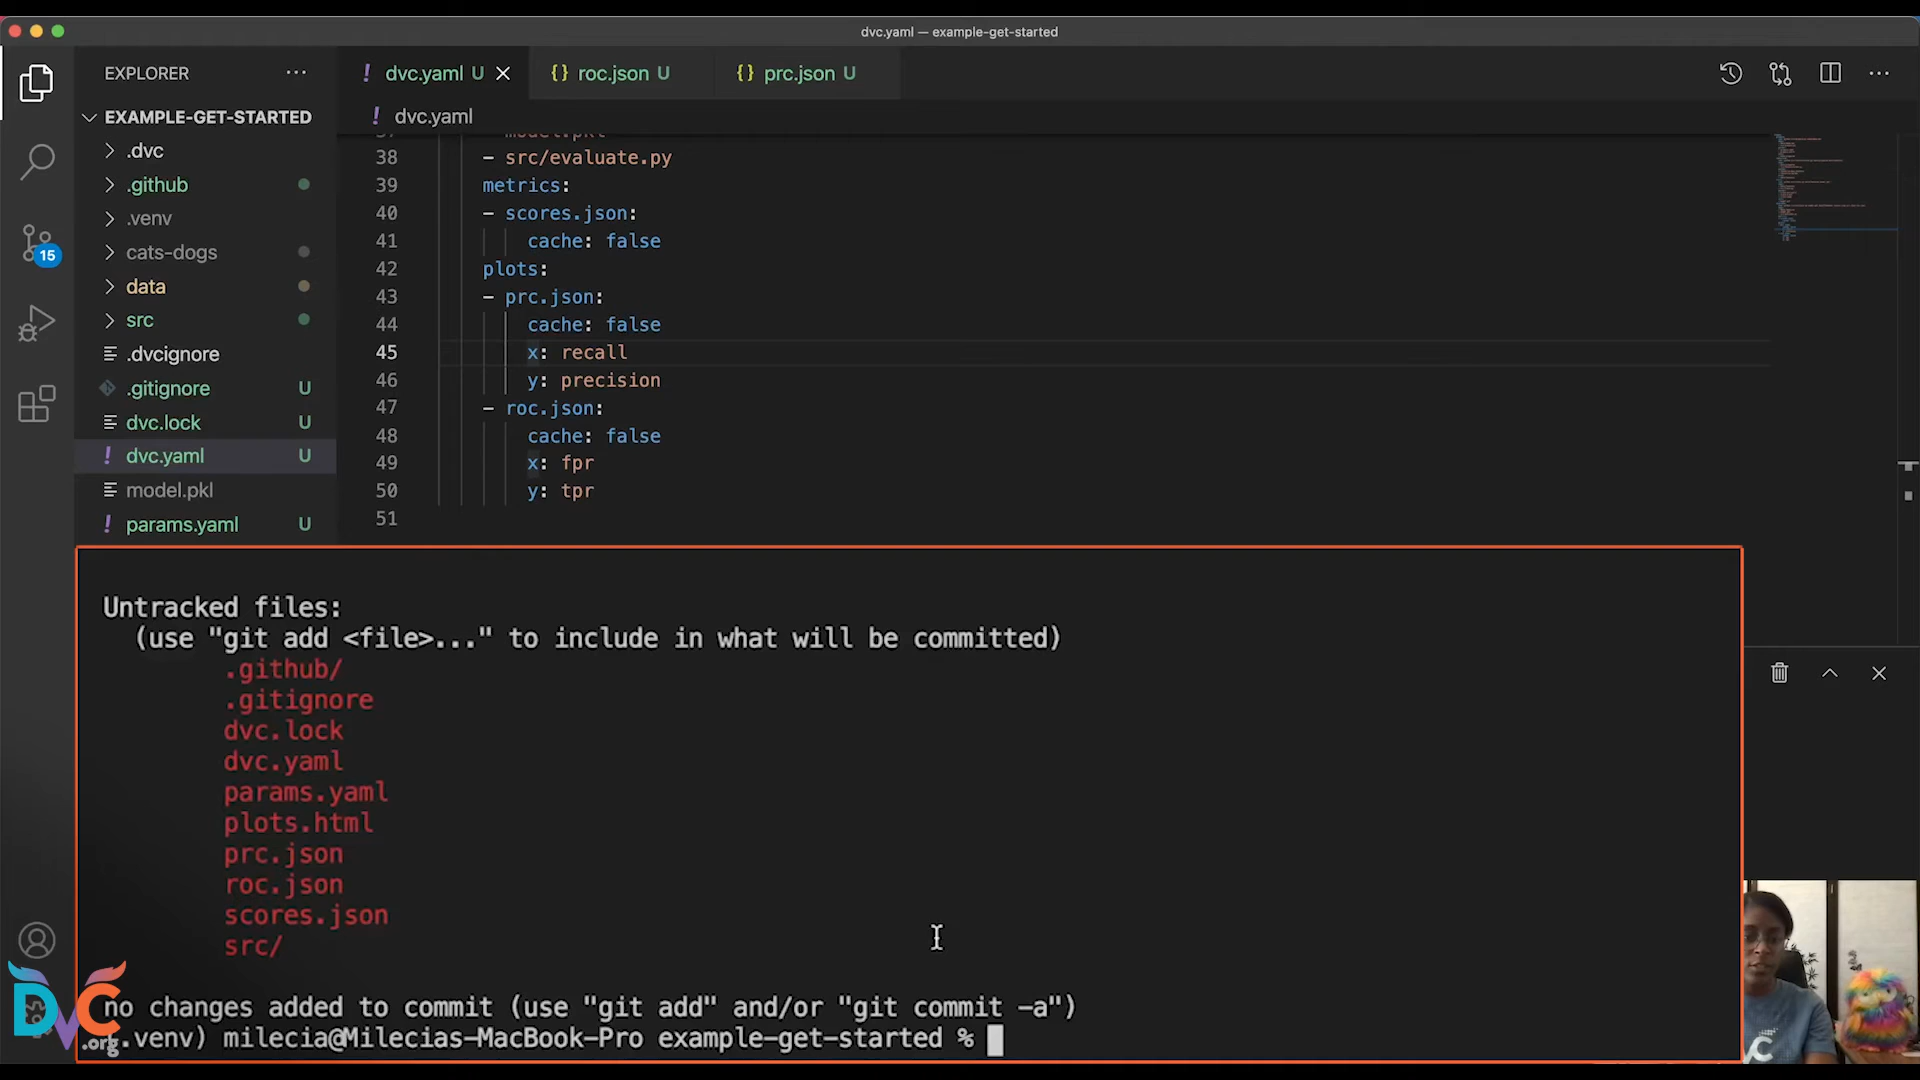 dvc.yaml — example-get-started
EXPLORER
EXAMPLE-GET-STARTED
.dvc
.github
.venv
cats-dogs
data
src
.dvcignore
.gitignore U
dvc.lock U
dvc.yaml U
model.pkl
params.yaml U
15
! dvc.yaml U
{} roc.json U
{} prc.json U
! dvc.yaml
37 - model.pkl
38 - src/evaluate.py
39 metrics:
40 - scores.json:
41 cache: false
42 plots:
43 - prc.json:
44 cache: false
45 x: recall
46 y: precision
47 - roc.json:
48 cache: false
49 x: fpr
50 y: tpr
51
Untracked files:
(use "git add <file>..." to include in what will be committed)
.github/
.gitignore
dvc.lock
dvc.yaml
params.yaml
plots.html
prc.json
roc.json
scores.json
src/
no changes added to commit (use "git add" and/or "git commit -a")
.venv) milecia@Milecias-MacBook-Pro example-get-started %
DVC
.org